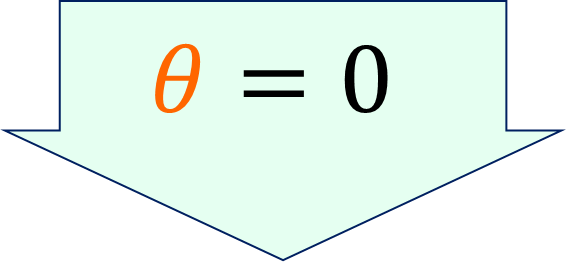 θ = 0